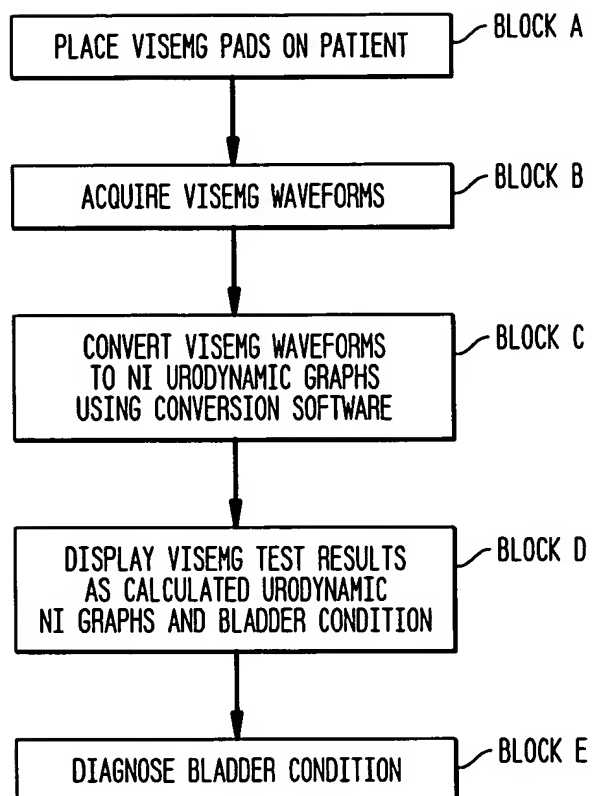 PLACE VISEMG PADS ON PATIENT
BLOCK A
ACQUIRE VISEMG WAVEFORMS
BLOCK B
CONVERT VISEMG WAVEFORMS
TO NI URODYNAMIC GRAPHS
USING CONVERSION SOFTWARE
BLOCK C
DISPLAY VISEMG TEST RESULTS
AS CALCULATED URODYNAMIC
NI GRAPHS AND BLADDER CONDITION
BLOCK D
DIAGNOSE BLADDER CONDITION
BLOCK E